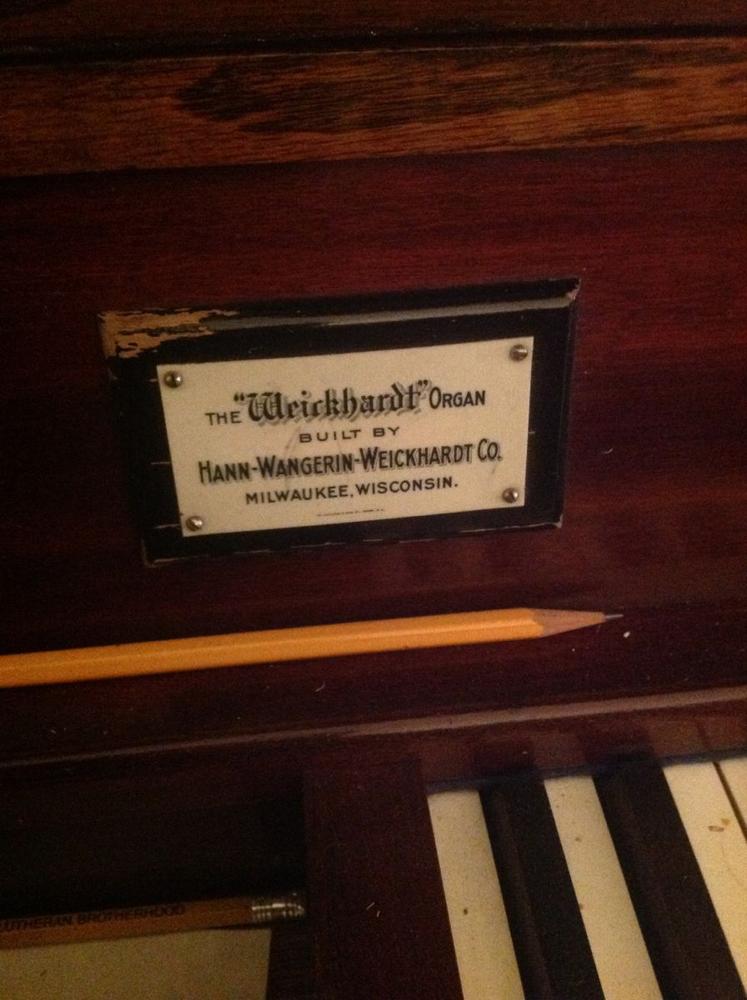 THE "Weickhardt" ORGAN
BUILT BY
HANN-WANGERIN-WEICKHARDT CO.
MILWAUKEE, WISCONSIN.
LUTHERAN BROTHERHOOD